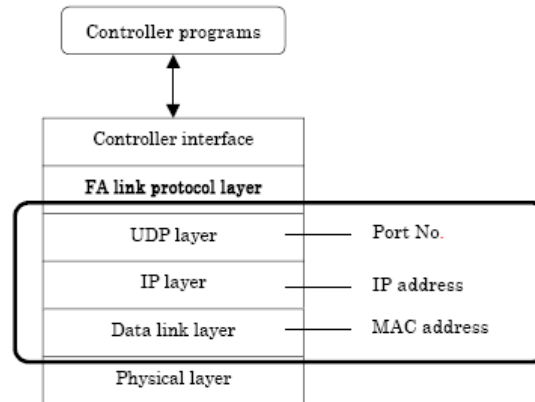 Controller programs
Controller interface
FA link protocol layer
UDP layer Port No.
IP layer IP address
Data link layer MAC address
Physical layer